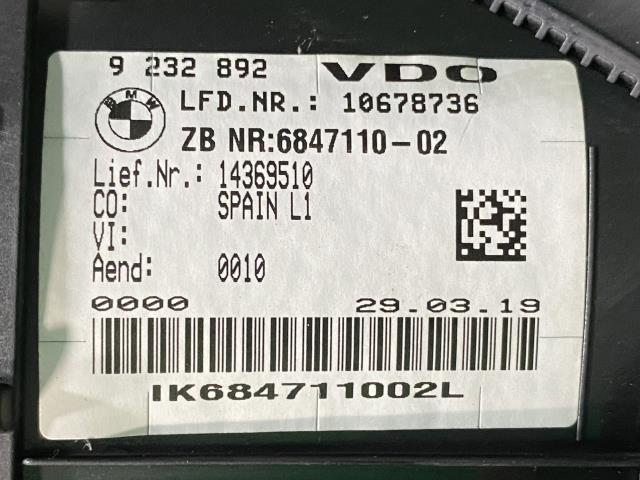 9 232 892 VDO
BMW
LFD.NR.: 10678736
ZB NR:6847110-02
Lief.Nr.: 14369510
CO: SPAIN L1
VI:
Aend: 0010
0000 29.03.19
IK684711002L